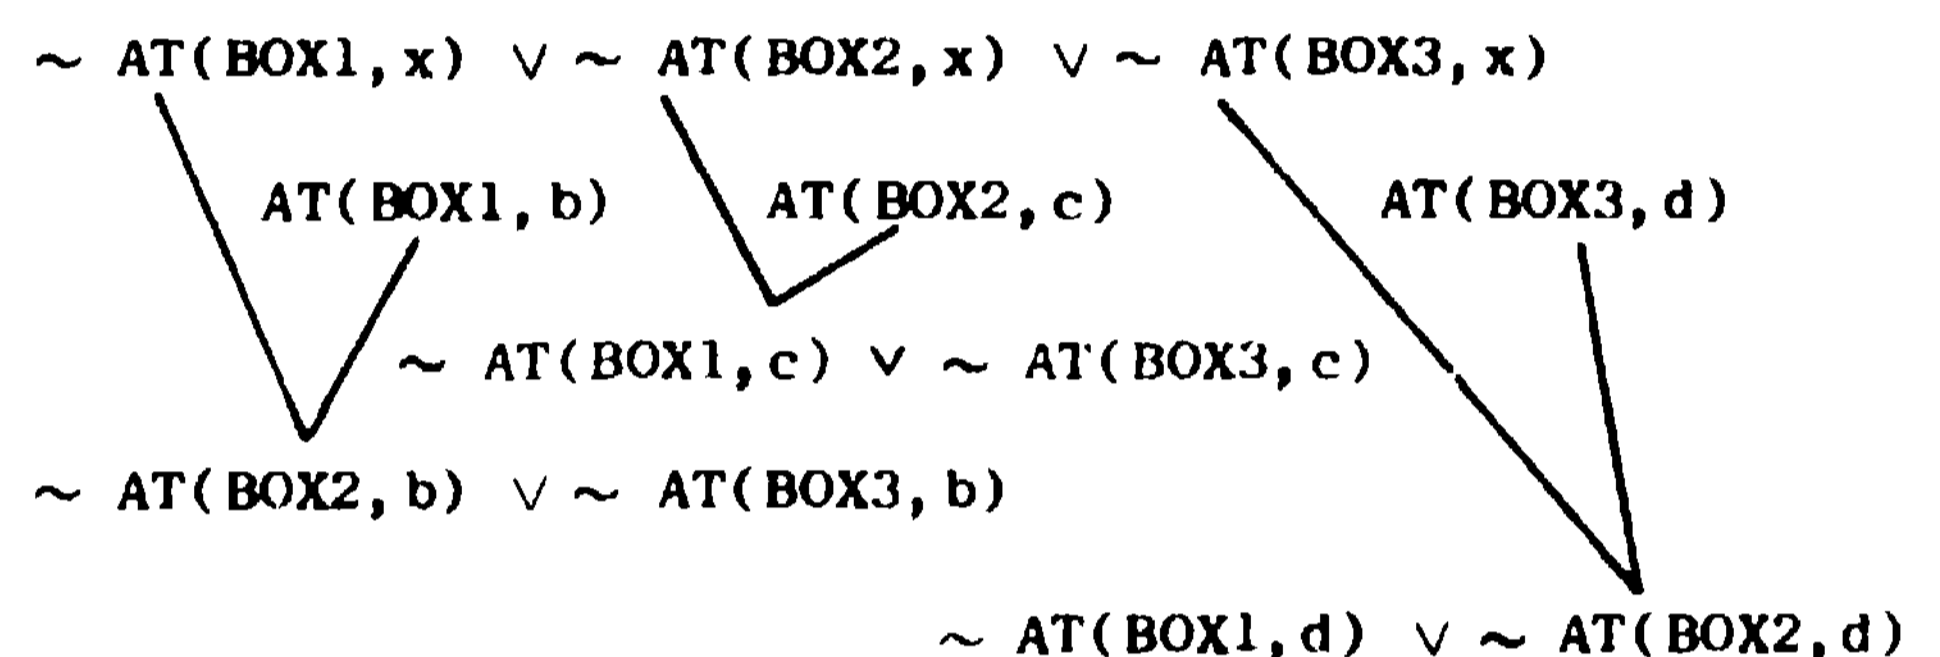 ~ AT(BOX1,x) ∨ ~ AT(BOX2,x) ∨ ~ AT(BOX3,x)
AT(BOX1,b) AT(BOX2,c) AT(BOX3,d)
~ AT(BOX1,c) ∨ ~ AT(BOX3,c)
~ AT(BOX2,b) ∨ ~ AT(BOX3,b)
~ AT(BOX1,d) ∨ ~ AT(BOX2,d)